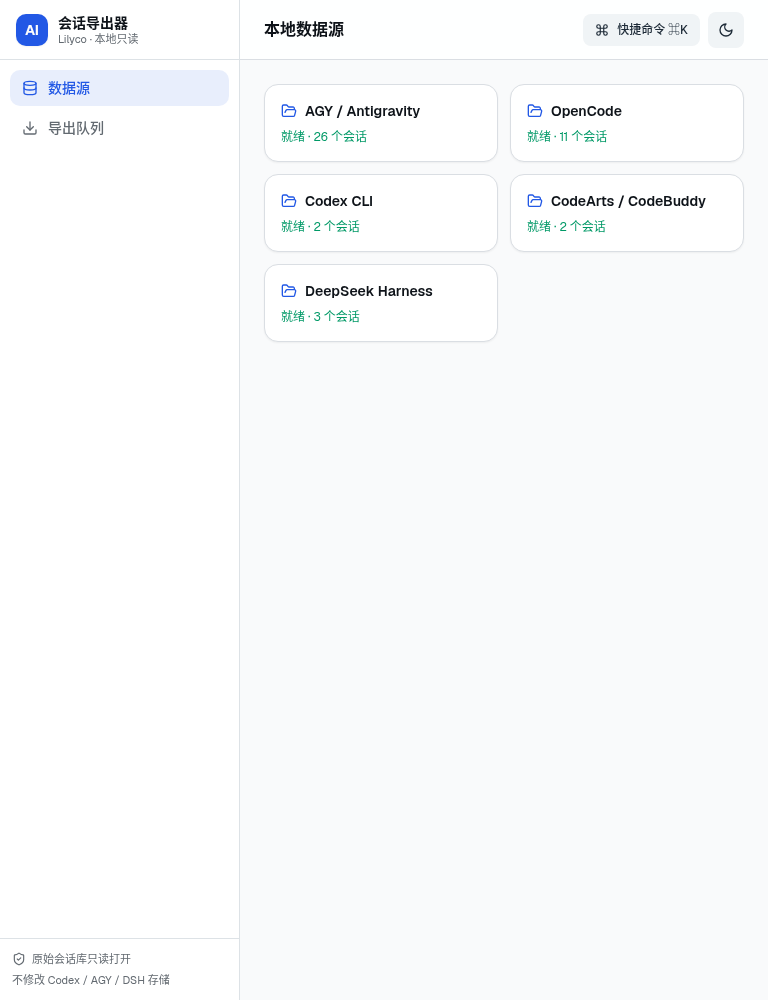 AI
会话导出器
Lilyco · 本地只读
数据源
导出队列
本地数据源
⌘ 快捷命令 ⌘K
AGY / Antigravity
就绪 · 26 个会话
OpenCode
就绪 · 11 个会话
Codex CLI
就绪 · 2 个会话
CodeArts / CodeBuddy
就绪 · 2 个会话
DeepSeek Harness
就绪 · 3 个会话
原始会话库只读打开
不修改 Codex / AGY / DSH 存储